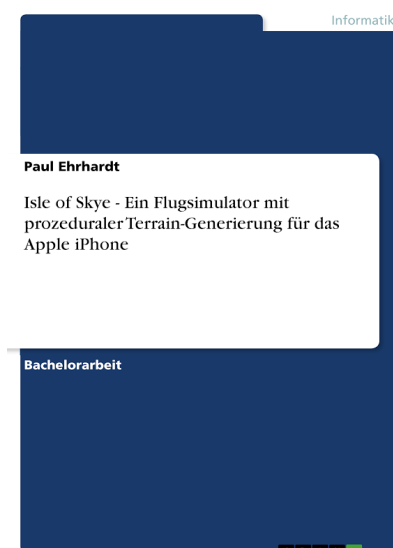 Informatik
Paul Ehrhardt
Isle of Skye - Ein Flugsimulator mit
prozeduraler Terrain-Generierung für das
Apple iPhone
Bachelorarbeit